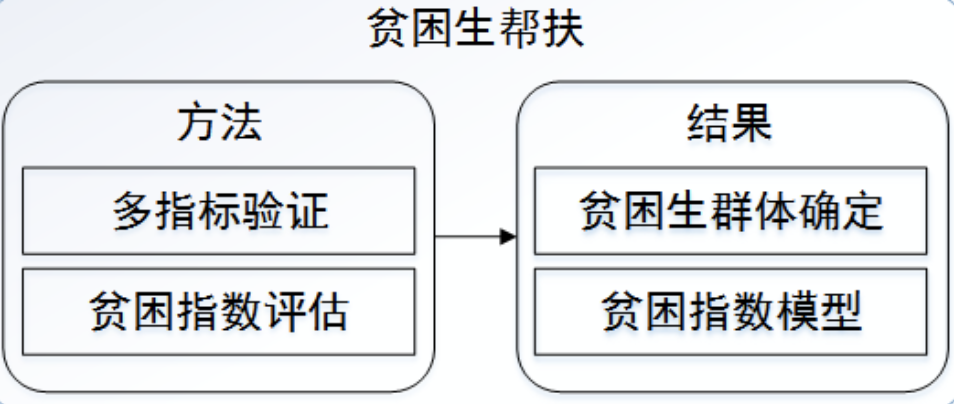 贫困生帮扶
方法
多指标验证
贫困指数评估
结果
贫困生群体确定
贫困指数模型